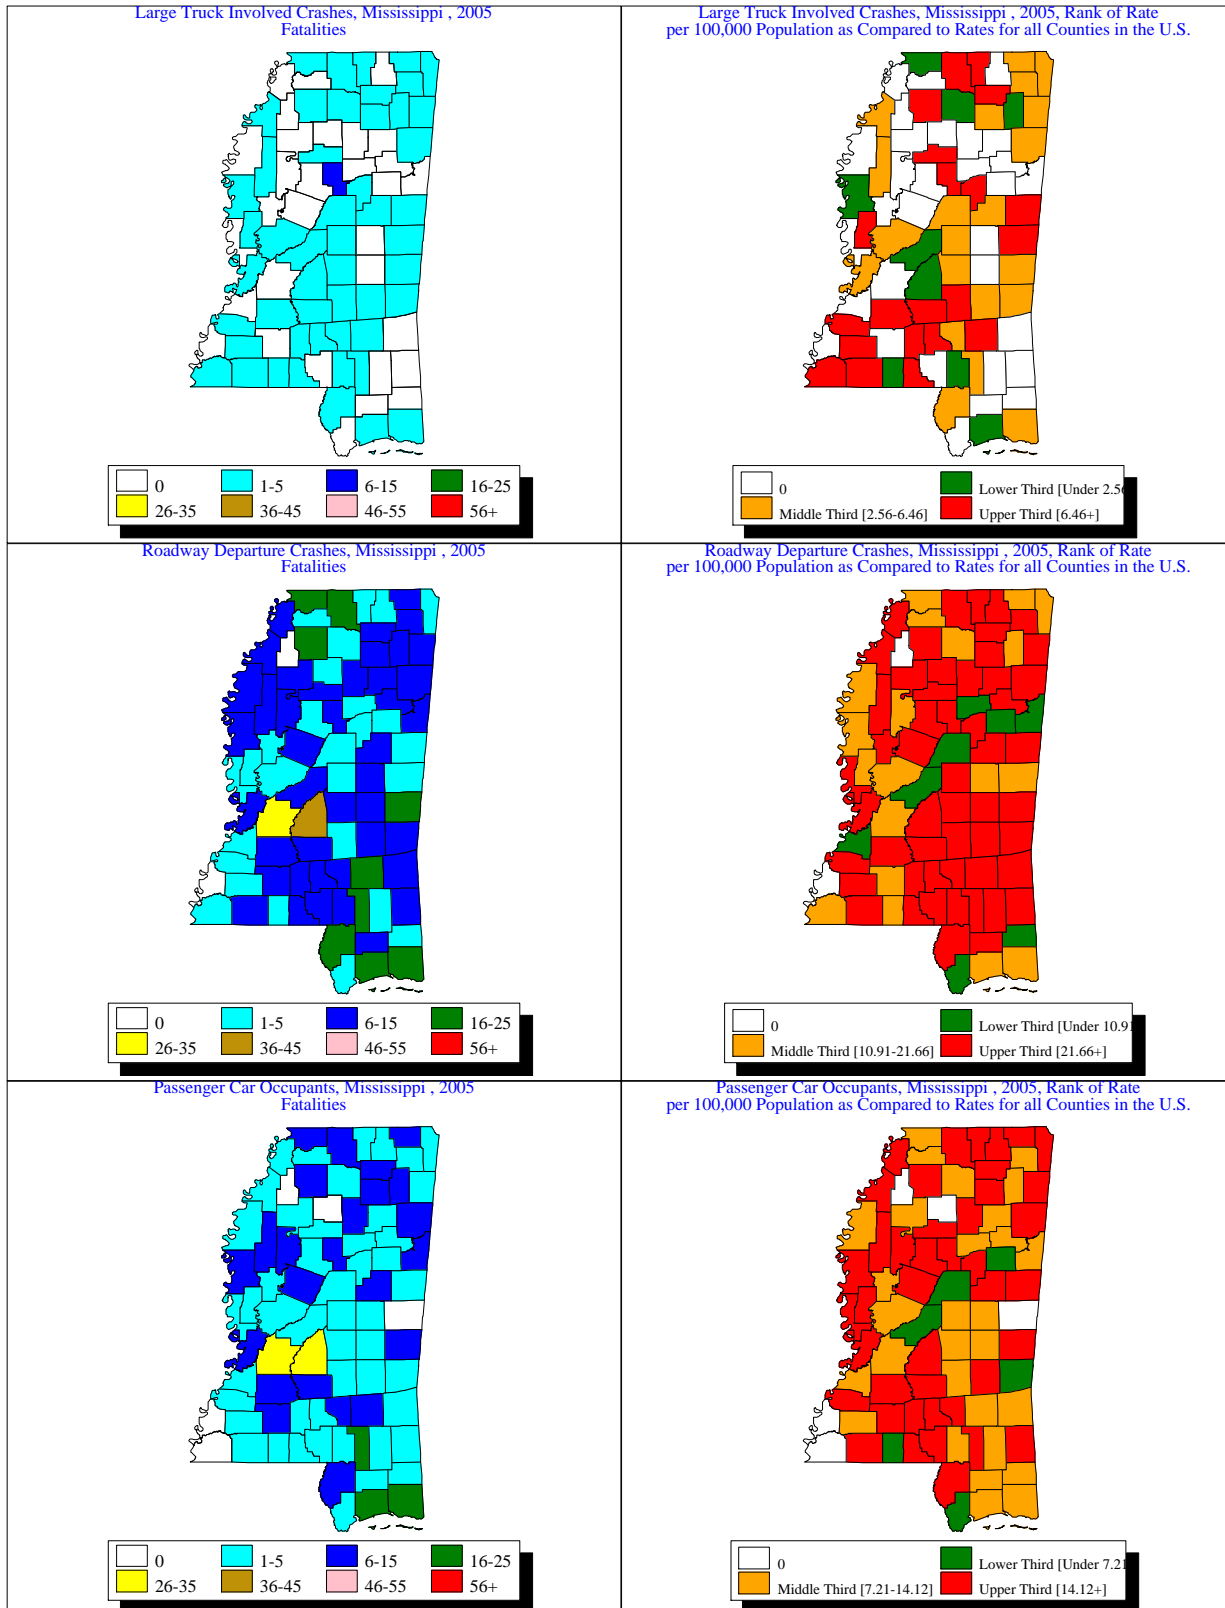 Large Truck Involved Crashes, Mississippi , 2005
Fatalities
0
1-5
6-15
16-25
26-35
36-45
46-55
56+
Large Truck Involved Crashes, Mississippi , 2005, Rank of Rate
per 100,000 Population as Compared to Rates for all Counties in the U.S.
0
Lower Third [Under 2.56
Middle Third [2.56-6.46]
Upper Third [6.46+]
Roadway Departure Crashes, Mississippi , 2005
Fatalities
0
1-5
6-15
16-25
26-35
36-45
46-55
56+
Roadway Departure Crashes, Mississippi , 2005, Rank of Rate
per 100,000 Population as Compared to Rates for all Counties in the U.S.
0
Lower Third [Under 10.91
Middle Third [10.91-21.66]
Upper Third [21.66+]
Passenger Car Occupants, Mississippi , 2005
Fatalities
0
1-5
6-15
16-25
26-35
36-45
46-55
56+
Passenger Car Occupants, Mississippi , 2005, Rank of Rate
per 100,000 Population as Compared to Rates for all Counties in the U.S.
0
Lower Third [Under 7.21
Middle Third [7.21-14.12]
Upper Third [14.12+]